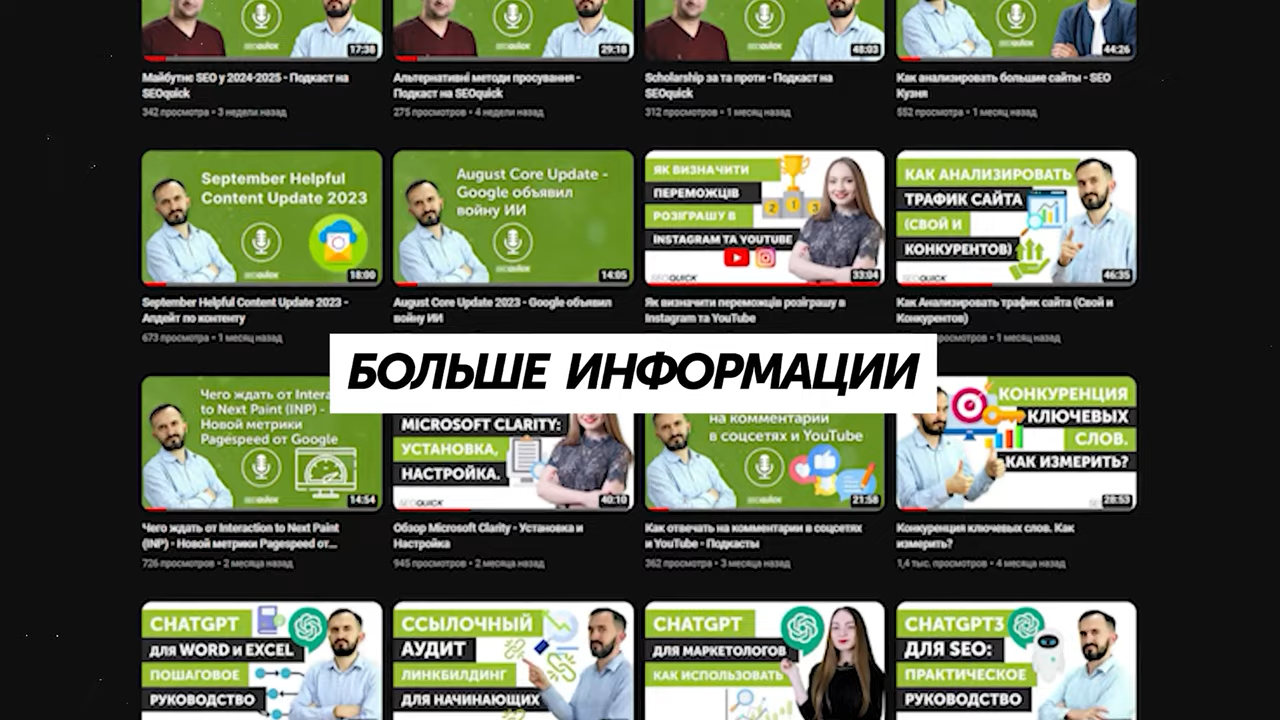 17:38
29:18
48:03
44:26
Майбутнє SEO у 2024-2025 - Подкаст на
SEOquick
342 просмотра • 3 недели назад
Альтернативні методи просування -
Подкаст на SEOquick
275 просмотров • 4 недели назад
Scholarship за та проти - Подкаст на
SEOquick
312 просмотров • 1 месяц назад
Как анализировать большие сайты - SEO
Кузня
552 просмотра • 1 месяц назад
September Helpful
Content Update 2023
18:00
August Core Update -
Google объявил
войну ИИ
14:05
ЯК ВИЗНАЧИТИ
ПЕРЕМОЖЦІВ
РОЗІГРАШУ В
INSTAGRAM ТА YOUTUBE
SEOQUICK
33:04
КАК АНАЛИЗИРОВАТЬ
ТРАФИК САЙТА
(СВОЙ И
КОНКУРЕНТОВ)
SEOQUICK
46:35
September Helpful Content Update 2023 -
Апдейт по контенту
673 просмотра • 1 месяц назад
August Core Update 2023 - Google объявил
войну ИИ
Як визначити переможців розіграшу в
Instagram та YouTube
Как Анализировать трафик сайта (Свой и
Конкурентов)
просмотров • 1 месяц назад
БОЛЬШЕ ИНФОРМАЦИИ
Чего ждать от
to Next Paint (INP) -
Новой метрики
Pagespeed от Google
14:54
MICROSOFT CLARITY:
УСТАНОВКА,
НАСТРОЙКА.
40:10
на комментарии
в соцсетях и YouTube
21:58
КОНКУРЕНЦИЯ
КЛЮЧЕВЫХ
СЛОВ.
КАК ИЗМЕРИТЬ?
28:53
Чего ждать от Interaction to Next Paint
(INP) - Новой метрики Pagespeed от...
726 просмотров • 2 месяца назад
Обзор Microsoft Clarity - Установка и
Настройка
945 просмотров • 2 месяца назад
Как отвечать на комментарии в соцсетях
и YouTube - Подкасты
362 просмотра • 3 месяца назад
Конкуренция ключевых слов. Как
измерить?
1,4 тыс. просмотров • 4 месяца назад
CHATGPT
ДЛЯ WORD И EXCEL
ПОШАГОВОЕ
РУКОВОДСТВО
ССЫЛОЧНЫЙ
АУДИТ
ЛИНКБИЛДИНГ
ДЛЯ НАЧИНАЮЩИХ
CHATGPT
ДЛЯ МАРКЕТОЛОГОВ
КАК ИСПОЛЬЗОВАТЬ
CHATGPT3
ДЛЯ SEO:
ПРАКТИЧЕСКОЕ
РУКОВОДСТВО